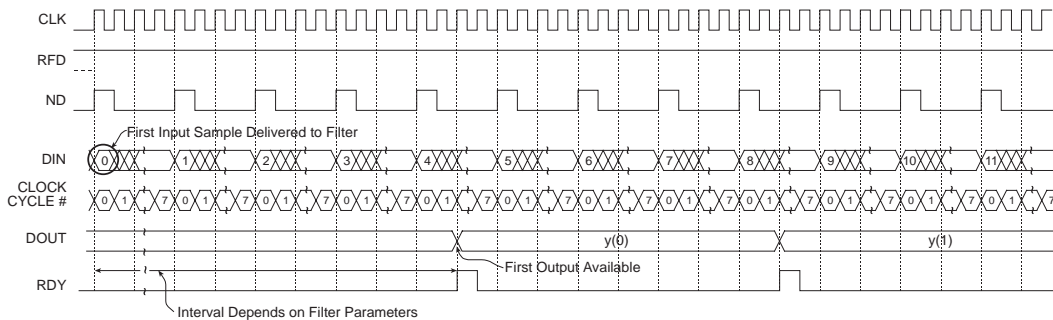 CLK
RFD
ND
First Input Sample Delivered to Filter
DIN 0 1 2 3 4 5 6 7 8 9 10 11
CLOCK
CYCLE # 0 1 7 0 1 7 0 1 7 0 1 7 0 1 7 0 1 7 0 1 7 0 1 7 0 1 7 0 1 7 0 1 7 0 1 7
DOUT y(0) y(1)
First Output Available
RDY
Interval Depends on Filter Parameters